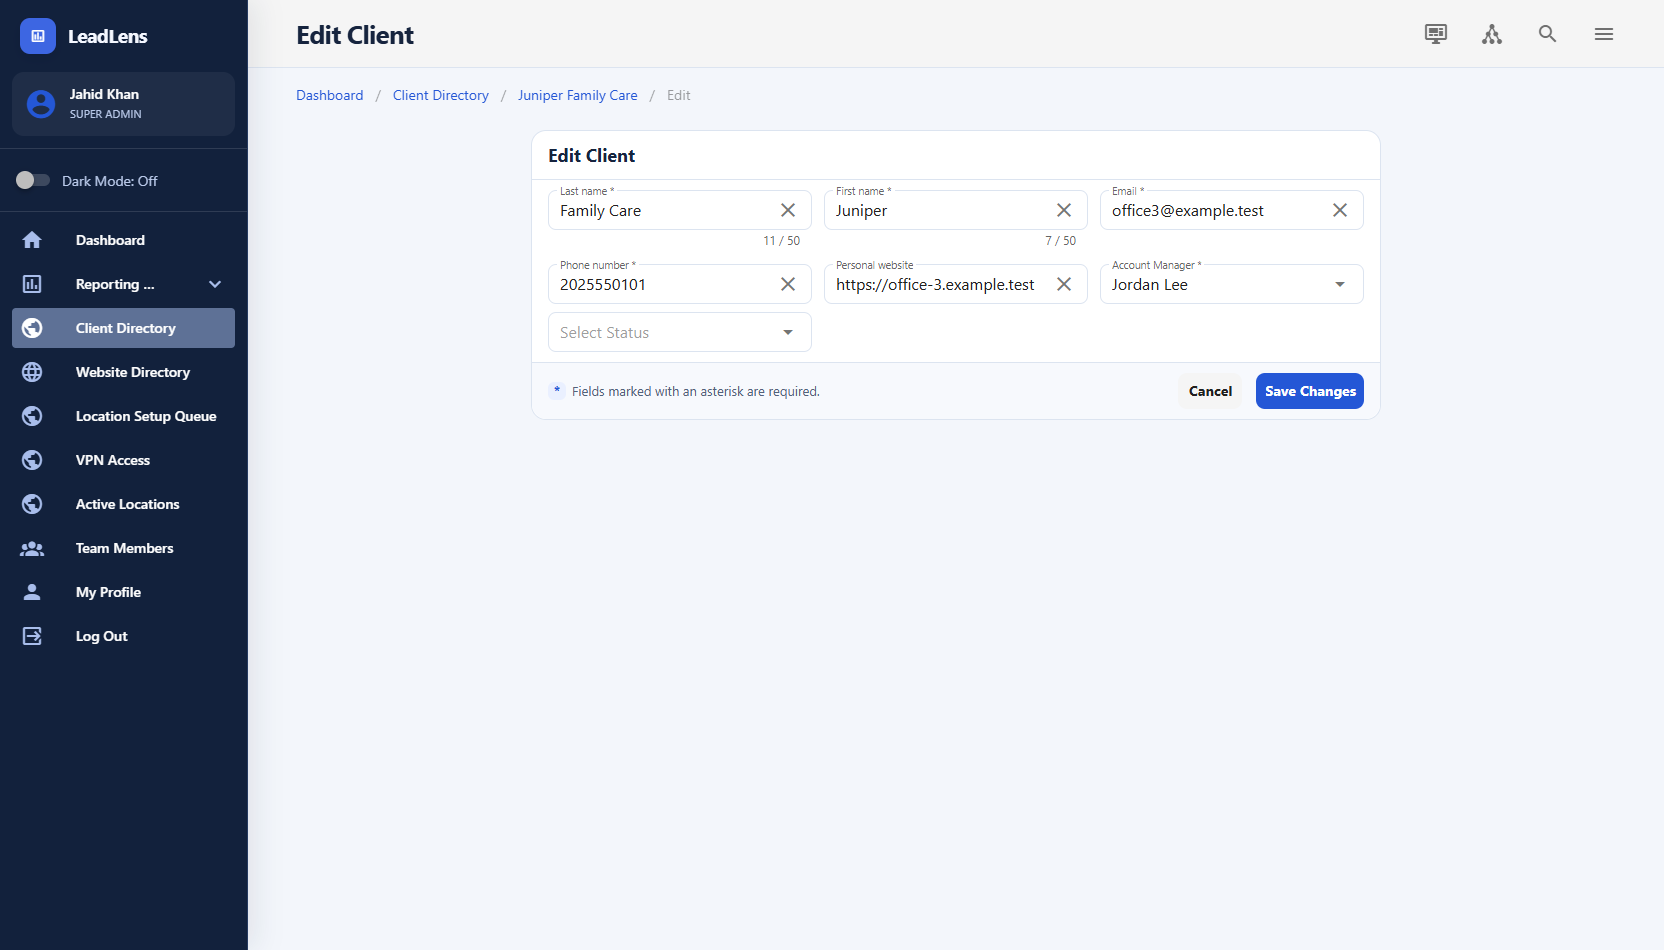 LeadLens
Jahid Khan
SUPER ADMIN
Dark Mode: Off
Dashboard
Reporting ...
Client Directory
Website Directory
Location Setup Queue
VPN Access
Active Locations
Team Members
My Profile
Log Out
Edit Client
Dashboard / Client Directory / Juniper Family Care / Edit
Edit Client
Last name *
Family Care
11 / 50
First name *
Juniper
7 / 50
Email *
office3@example.test
Phone number *
2025550101
Personal website
https://office-3.example.test
Account Manager *
Jordan Lee
Select Status
* Fields marked with an asterisk are required.
Cancel
Save Changes